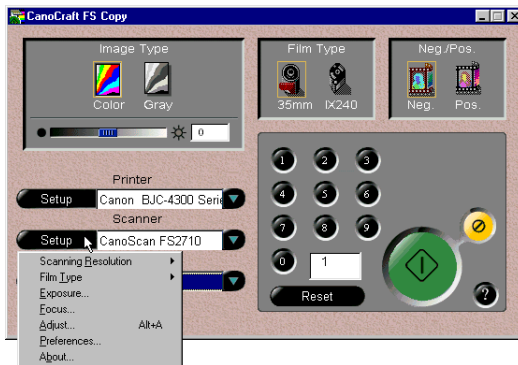 CanoCraft FS Copy
Image Type
Color Gray
0
Film Type
35mm IX240
Neg./Pos.
Neg. Pos.
Printer
Setup Canon BJC-4300 Serie
Scanner
Setup CanoScan FS2710
Scanning Resolution
Film Type
Exposure...
Focus...
Adjust... Alt+A
Preferences...
About...
1 2 3
4 5 6
7 8 9
0 1
Reset
?